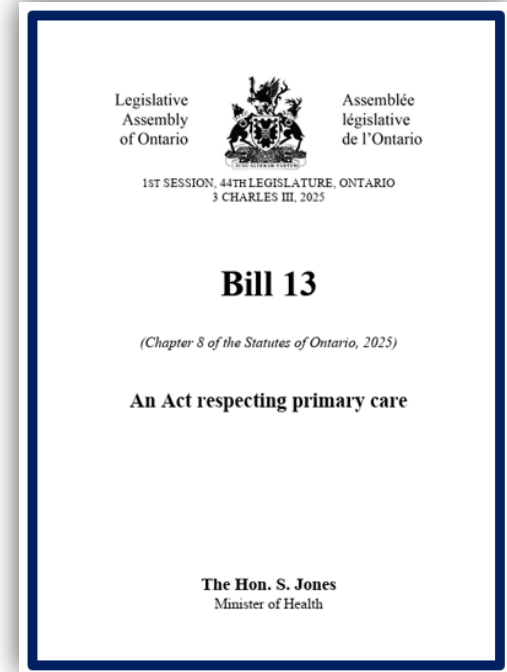 Legislative
Assembly
of Ontario
Assemblée
législative
de l'Ontario
1ST SESSION, 44TH LEGISLATURE, ONTARIO
3 CHARLES III, 2025
Bill 13
(Chapter 8 of the Statutes of Ontario, 2025)
An Act respecting primary care
The Hon. S. Jones
Minister of Health